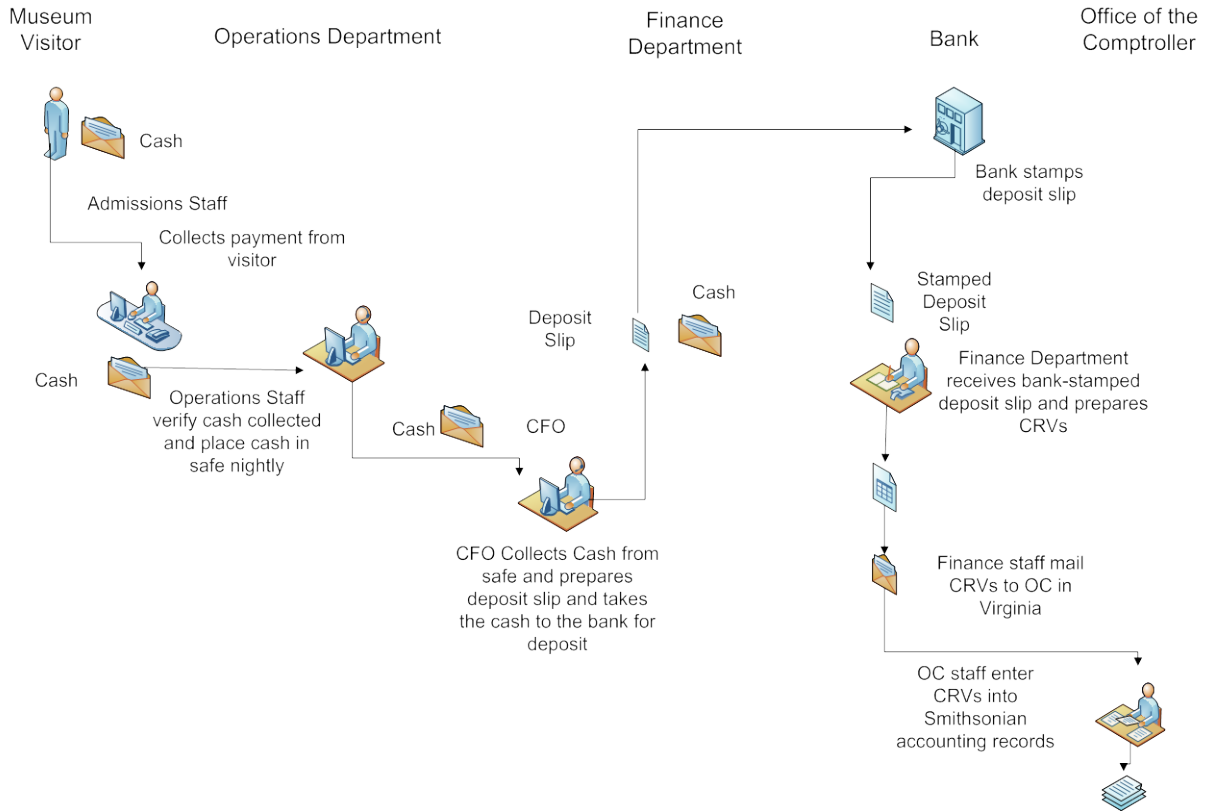 Museum
Visitor
Operations Department
Finance
Department
Bank
Office of the
Comptroller
Cash
Admissions Staff
Collects payment from
visitor
Cash
Operations Staff
verify cash collected
and place cash in
safe nightly
Cash
CFO
CFO Collects Cash from
safe and prepares
deposit slip and takes
the cash to the bank for
deposit
Deposit
Slip
Cash
Bank stamps
deposit slip
Stamped
Deposit
Slip
Finance Department
receives bank-stamped
deposit slip and prepares
CRVs
Finance staff mail
CRVs to OC in
Virginia
OC staff enter
CRVs into
Smithsonian
accounting records